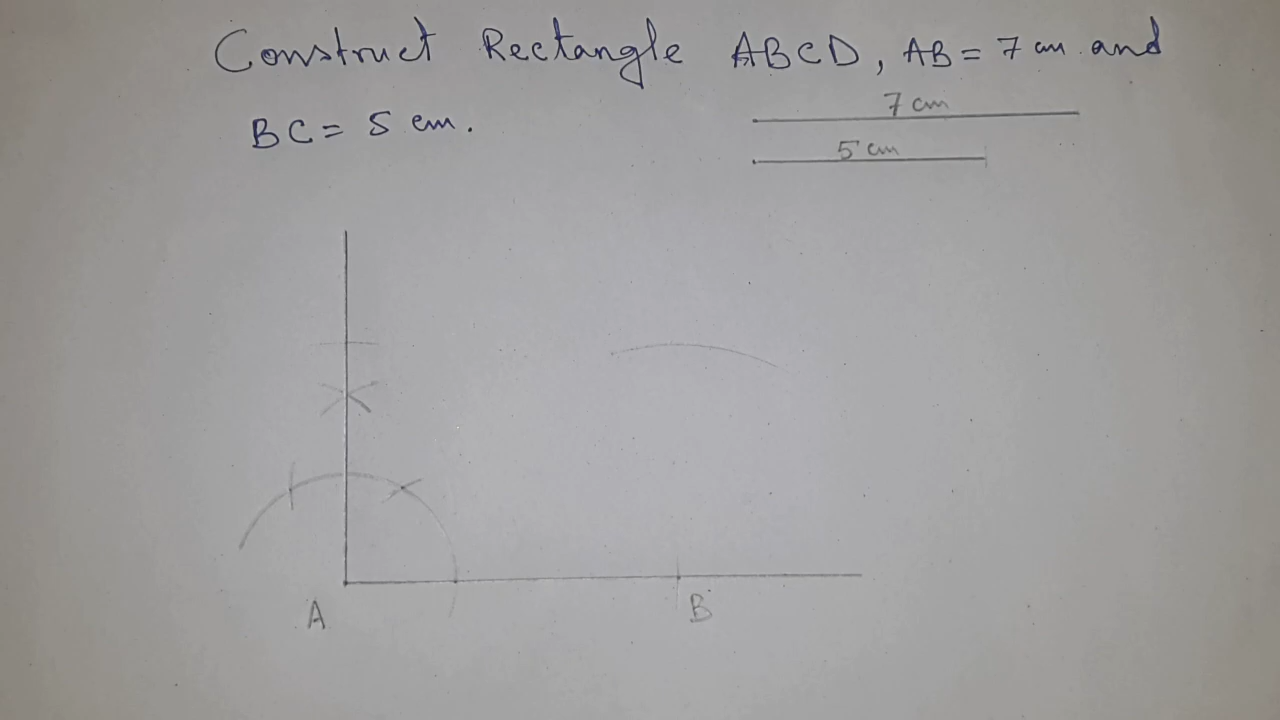 Construct Rectangle ABCD, AB = 7 cm and
BC = 5 cm.
7 cm
5 cm
A
B